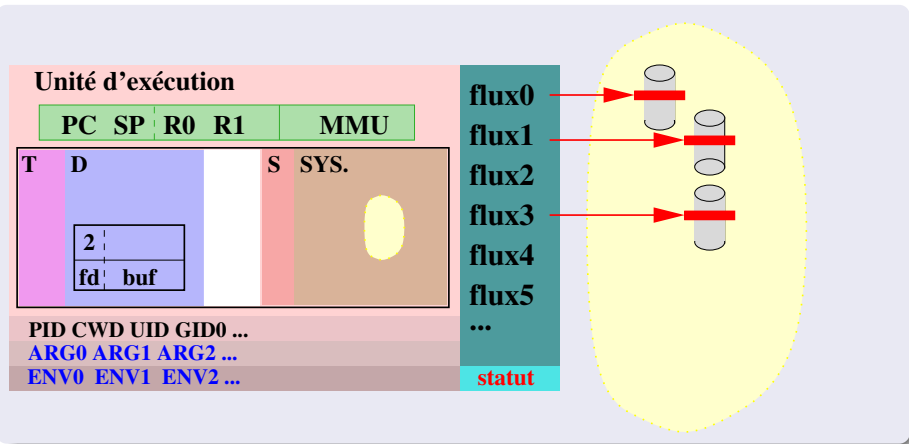 Unité d'exécution
PC SP R0 R1 MMU
T D S SYS.
2
fd buf
PID CWD UID GID0 ...
ARG0 ARG1 ARG2 ...
ENV0 ENV1 ENV2 ...
flux0
flux1
flux2
flux3
flux4
flux5
...
statut